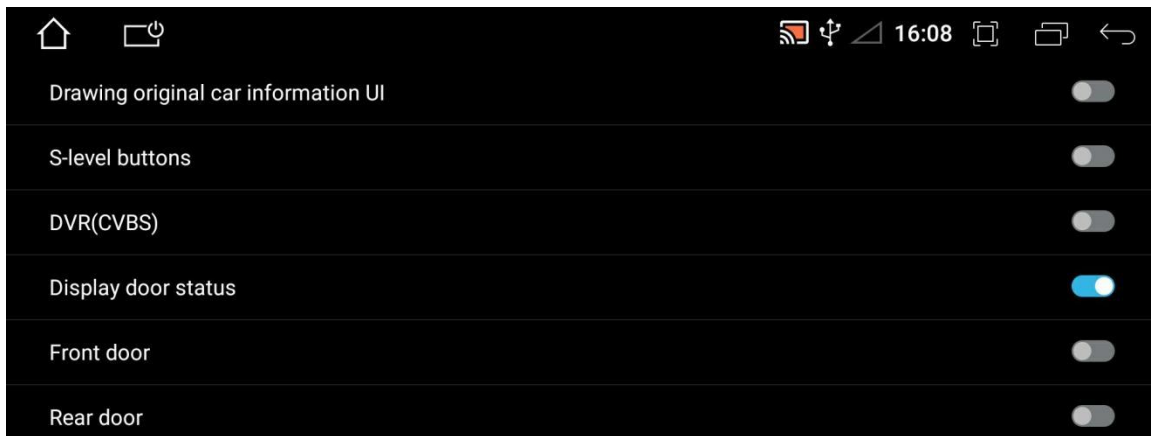 16:08
Drawing original car information UI
S-level buttons
DVR(CVBS)
Display door status
Front door
Rear door